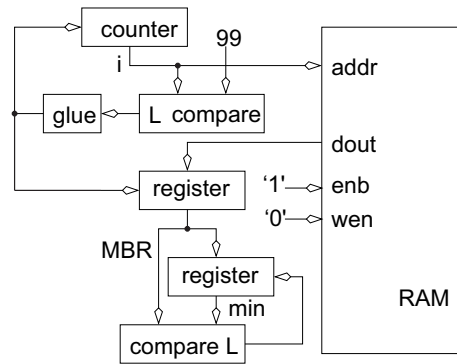 counter
99
i
addr
glue
L compare
dout
register
'1'
enb
'0'
wen
MBR
register
RAM
min
compare L